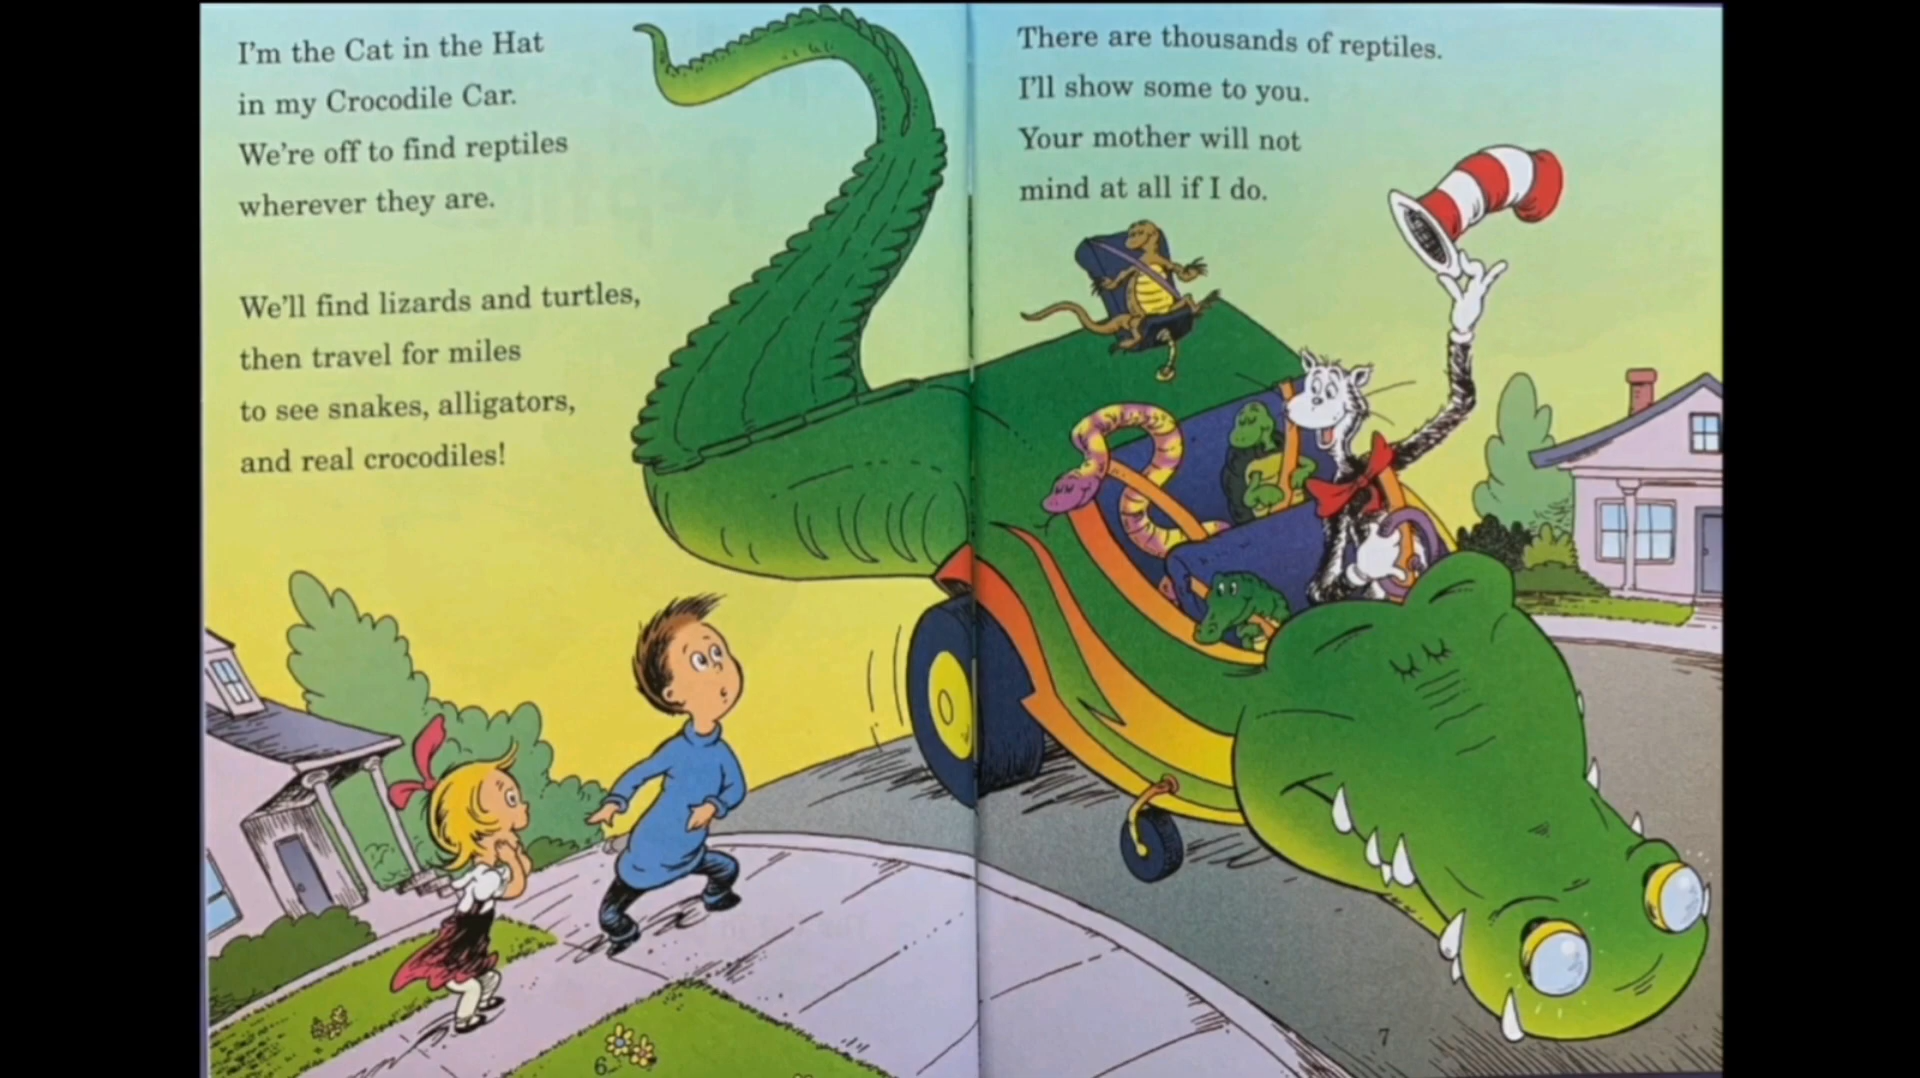 I'm the Cat in the Hat
in my Crocodile Car.
We're off to find reptiles
wherever they are.
We'll find lizards and turtles,
then travel for miles
to see snakes, alligators,
and real crocodiles!
6
There are thousands of reptiles.
I'll show some to you.
Your mother will not
mind at all if I do.
7